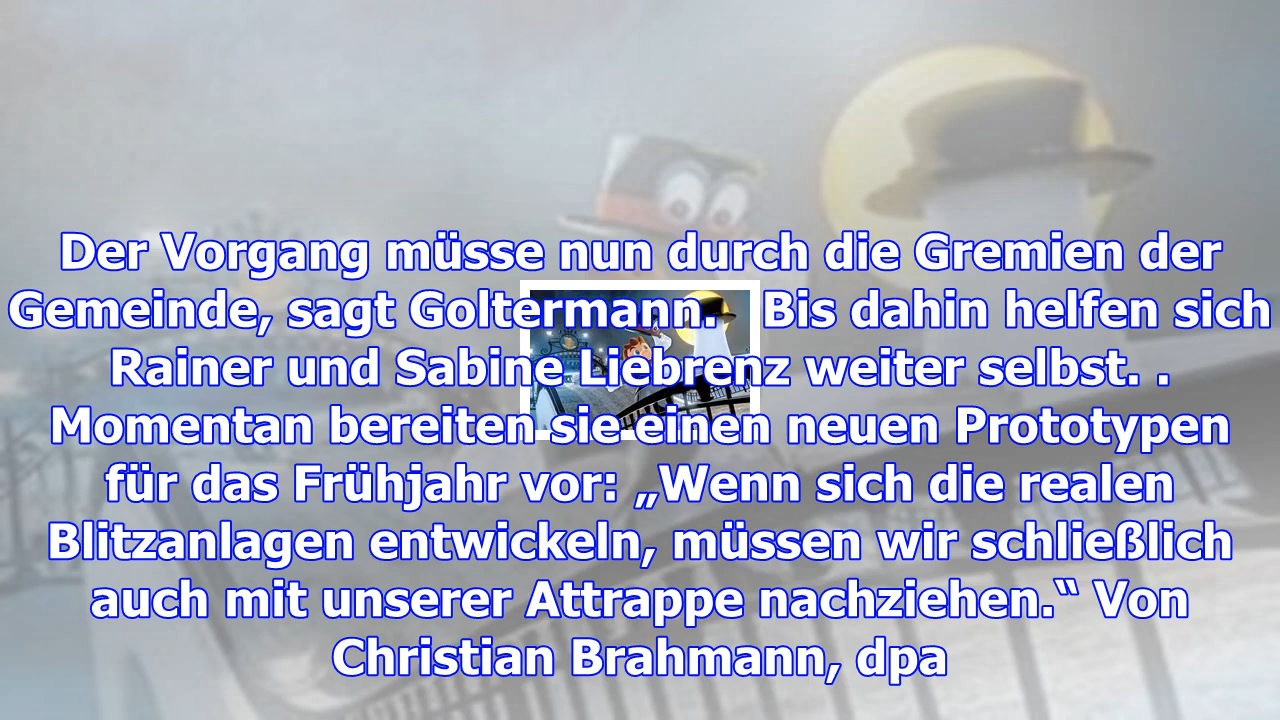 Der Vorgang müsse nun durch die Gremien der
Gemeinde, sagt Goltermann. Bis dahin helfen sich
Rainer und Sabine Liebrenz weiter selbst. .
Momentan bereiten sie einen neuen Prototypen
für das Frühjahr vor: „Wenn sich die realen
Blitzanlagen entwickeln, müssen wir schließlich
auch mit unserer Attrappe nachziehen.“ Von
Christian Brahmann, dpa